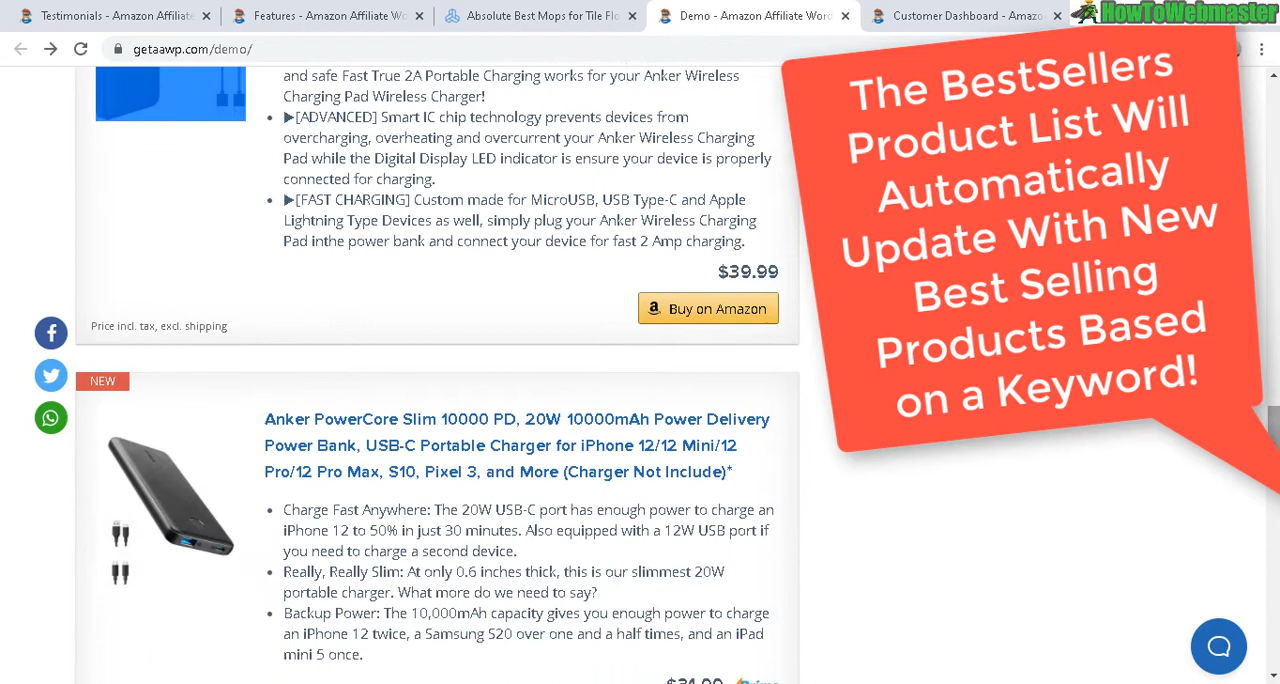 Testimonials - Amazon Affiliate
Features - Amazon Affiliate
Best Mops For Tile Flo
Demo - Amazon Affiliate Word
Customer Dashboard - Amazo
HowToWebmaster
getaawp.com/demo/
and use Fast True 2A Portable Charging works for your Anker Wireless
Charging Pad Wireless Charger!
▶[ADVANCED] Smart IC chip technology prevents devices from
overcharging and overcurrent your Anker Wireless Charging
Pad while the Digital Display LED indicator is ensure your device is properly
connected charging.
[FAST CHARGING] Custom made for MicroUSB, USB Type-C and Apple
Lightning Type Devices as well, simply plug your Anker Wireless Charging
Pad into power bank and connect your device for fast 2 Amp charging.
$39.99
Buy on Amazon
Price incl. tax, excl. shipping
The BestSellers
Product List Will
Automatically
Update With New
Best Selling
Products Based
on a Keyword!
NEW
Anker PowerCore Slim 10000 PD, 20W 10000mAh Power Delivery
Power Bank, USB-C Portable Charger for iPhone 12/12 Mini/12
Pro/12 Pro Max, S10, Pixel 3, and More (Charger Not Include)*
Charge Fast Anywhere: The 20W USB-C port has enough power to charge an
iPhone 12 to 50% in just 30 minutes. Also equipped with a 12W USB port if
you need to charge a second device.
Really, Really Slim: At only 0.6 inches thick, this is our slimmest 20W
portable charger. What more do we need to say?
Backup Power: The 10,000mAh capacity gives you enough power to charge
an iPhone 12 twice, a Samsung S20 over one and a half times, and an iPad
mini 5 once.